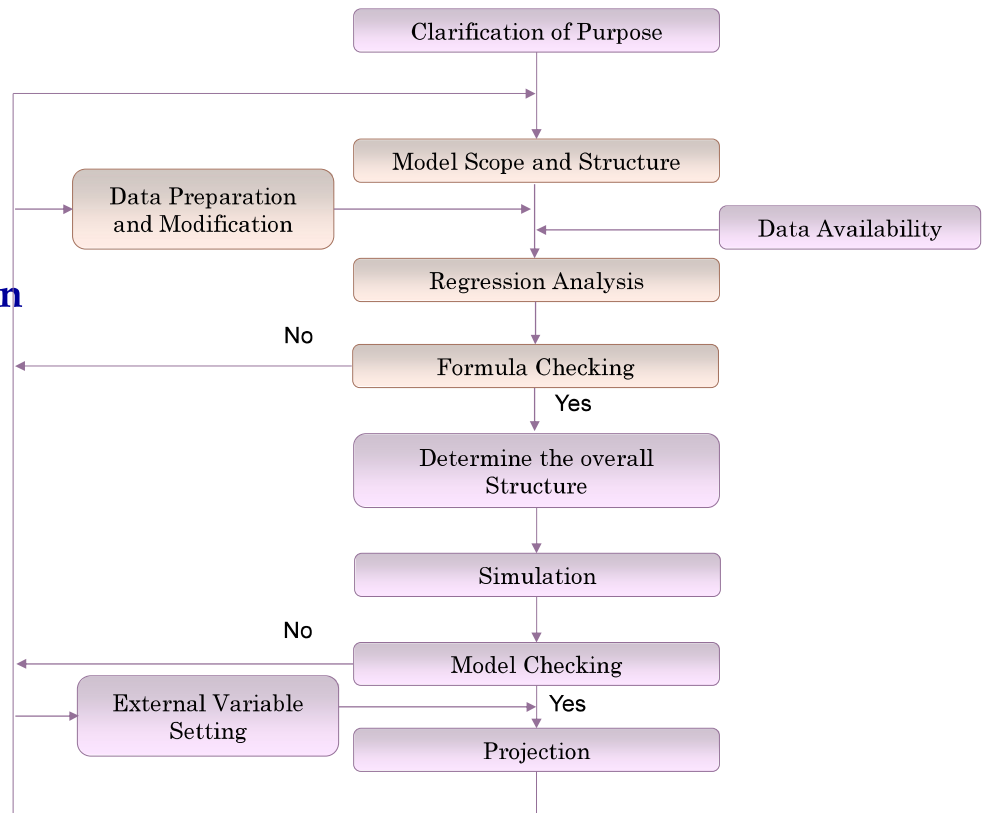 Clarification of Purpose
Model Scope and Structure
Data Preparation
and Modification
Data Availability
Regression Analysis
n
No
Formula Checking
Yes
Determine the overall
Structure
Simulation
No
Model Checking
External Variable
Setting
Yes
Projection